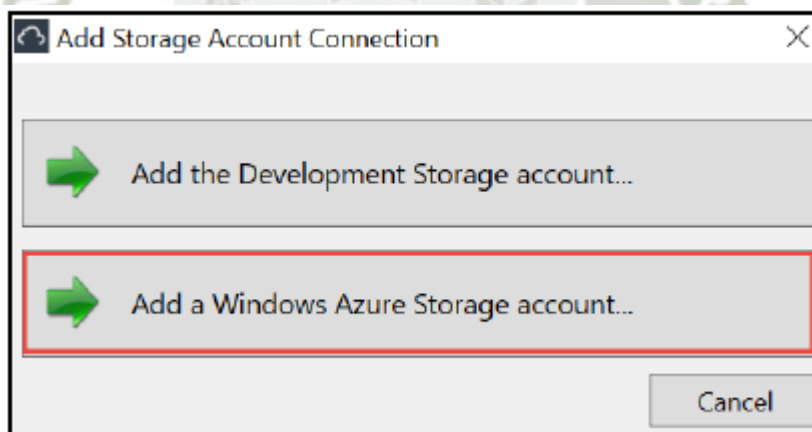 Add Storage Account Connection
Add the Development Storage account...
Add a Windows Azure Storage account...
Cancel